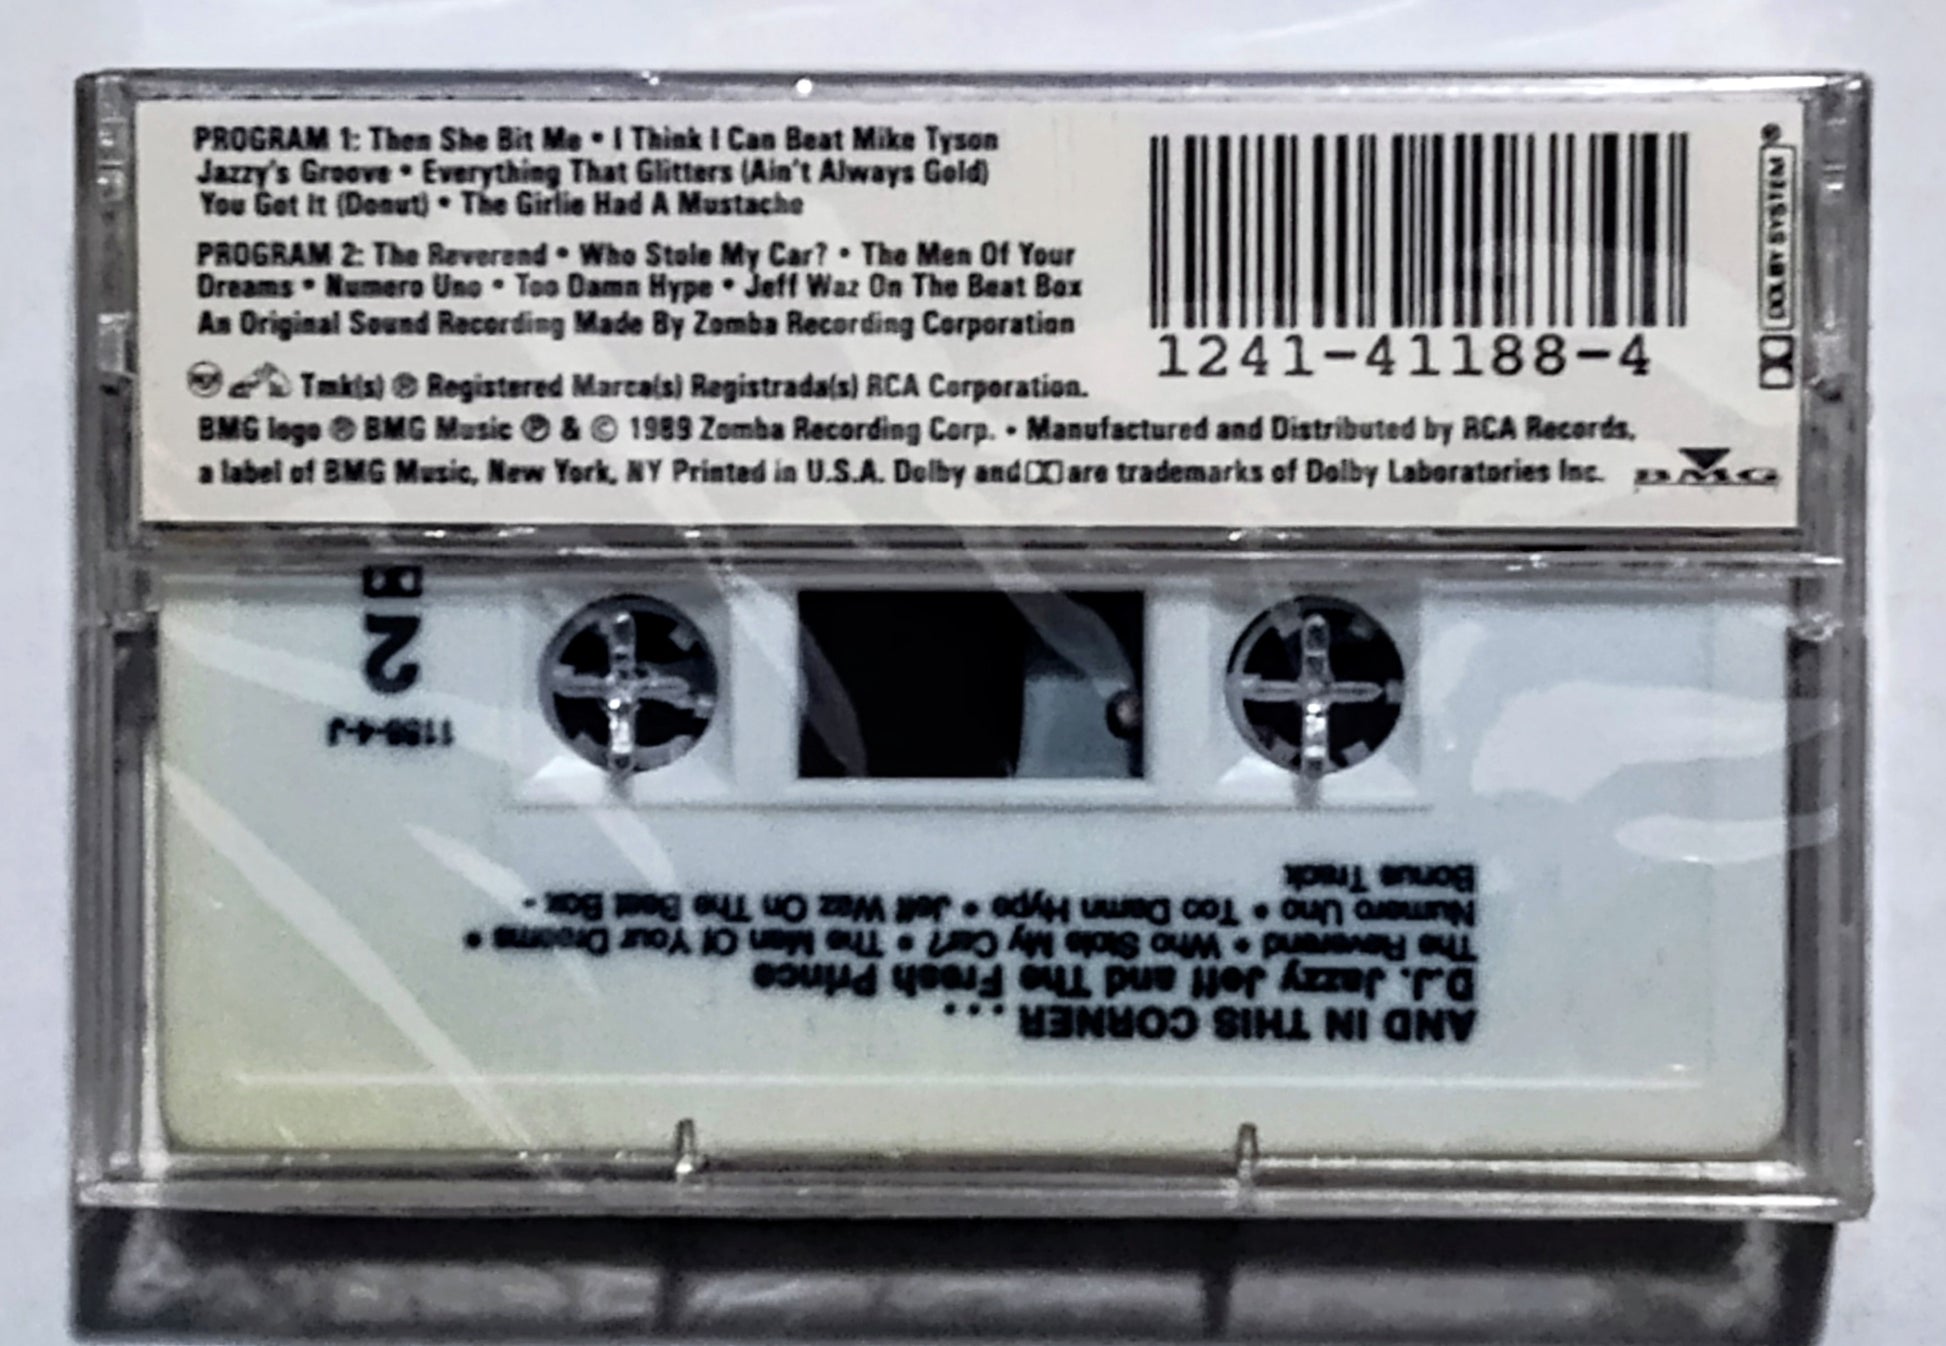 PROGRAM 1: Then She Bit Me • I Think I Can Beat Mike Tyson
Jazzy's Groove • Everything That Glitters (Ain't Always Gold)
You Got It (Donut) • The Girlie Had A Mustache
PROGRAM 2: The Reverend • Who Stole My Car? • The Men Of Your
Dreams • Numero Uno • Too Damn Hype • Jeff Waz On The Beat Box
An Original Sound Recording Made By Zomba Recording Corporation
Tmk(s) ® Registered Marca(s) Registrada(s) RCA Corporation.
BMG logo ® BMG Music ℗ & © 1989 Zomba Recording Corp. • Manufactured and Distributed by RCA Records,
a label of BMG Music, New York, NY Printed in U.S.A. Dolby and are trademarks of Dolby Laboratories Inc.
BMG
1241-41188-4
DOLBY SYSTEM®
2
1188-4-J
AND IN THIS CORNER ...
D.J. Jazzy Jeff and The Fresh Prince
The Reverend • Who Stole My Car? • The Men Of Your Dreams •
Numero Uno • Too Damn Hype • Jeff Waz On The Beat Box -
Bonus Track